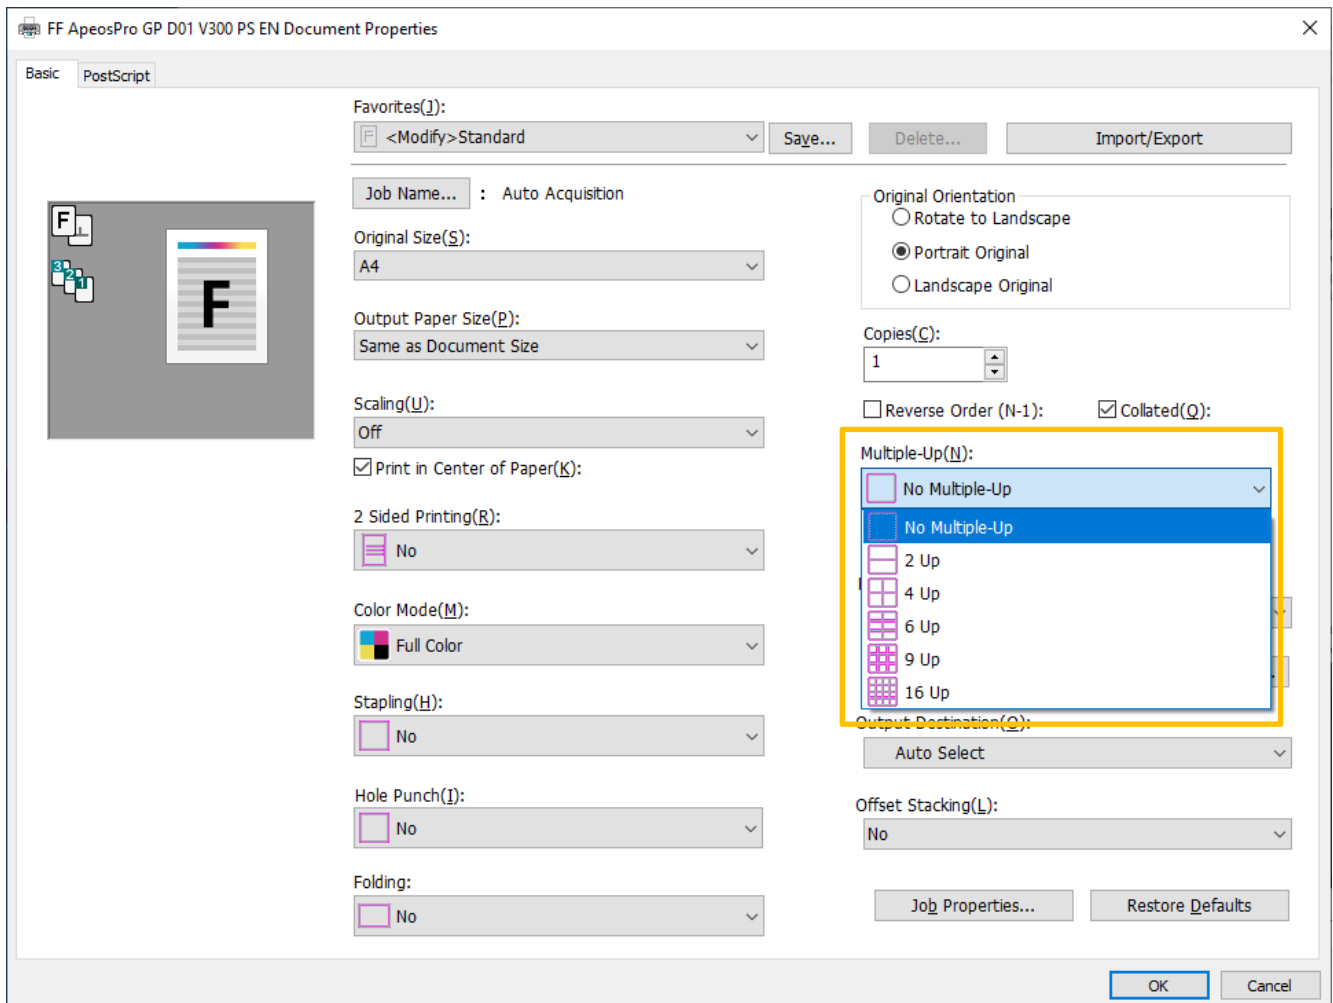 FF ApeosPro GP D01 V300 PS EN Document Properties
Basic
PostScript
Favorites(J):
F <Modify>Standard
Save...
Delete...
Import/Export
Job Name... : Auto Acquisition
Original Size(S):
A4
Output Paper Size(P):
Same as Document Size
Scaling(U):
Off
Print in Center of Paper(K):
2 Sided Printing(R):
No
Color Mode(M):
Full Color
Stapling(H):
No
Hole Punch(I):
No
Folding:
No
F
3
2
1
F
Original Orientation
Rotate to Landscape
Portrait Original
Landscape Original
Copies(C):
1
Reverse Order (N-1):
Collated(Q):
Multiple-Up(N):
No Multiple-Up
No Multiple-Up
2 Up
4 Up
6 Up
9 Up
16 Up
Output Destination(O):
Auto Select
Offset Stacking(L):
No
Job Properties...
Restore Defaults
OK
Cancel